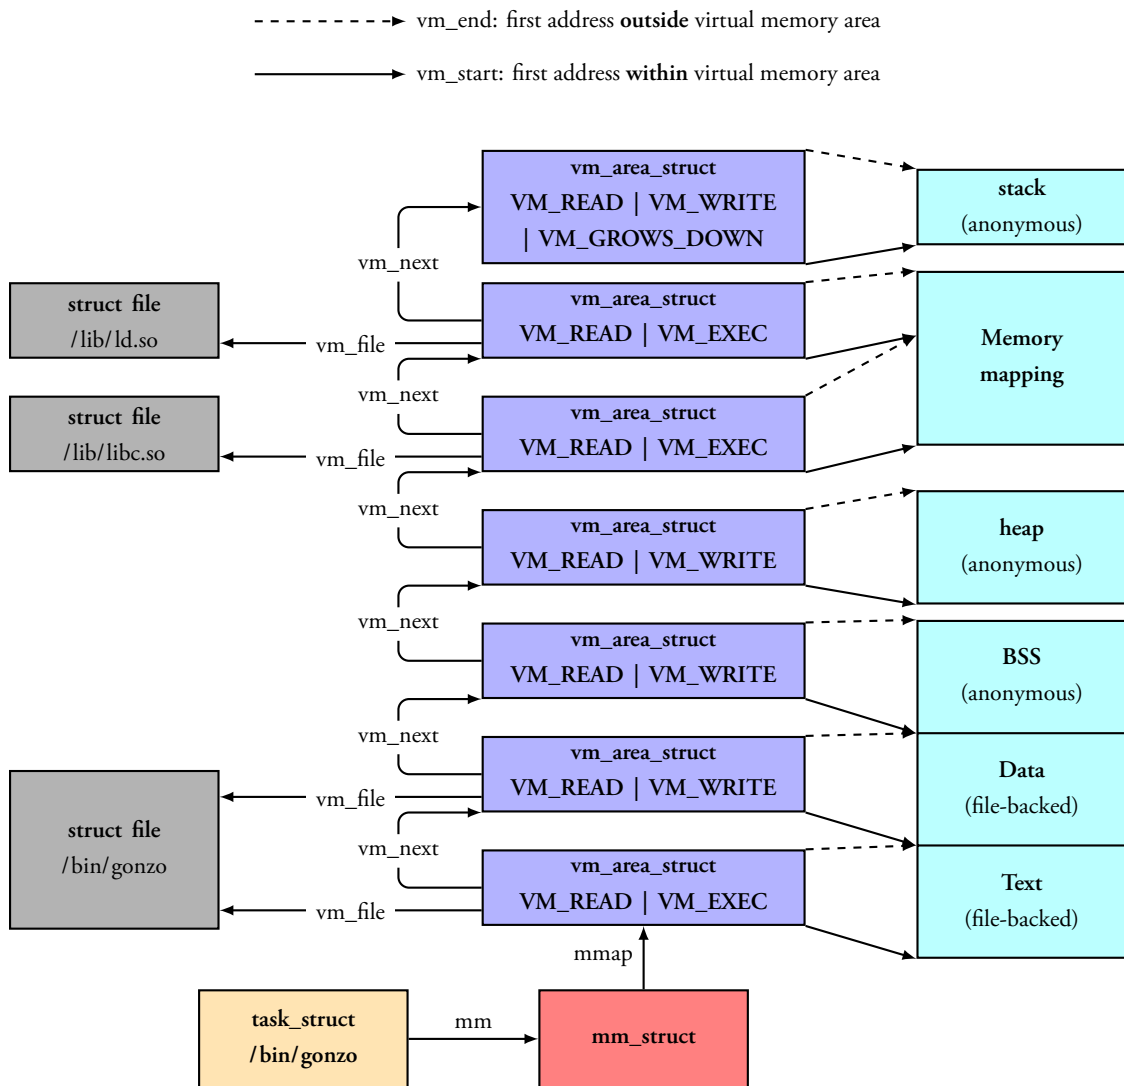 vm_end: first address outside virtual memory area
vm_start: first address within virtual memory area
vm_area_struct
VM_READ | VM_WRITE
| VM_GROWS_DOWN
stack
(anonymous)
vm_next
struct file
/lib/ld.so
vm_file
vm_area_struct
VM_READ | VM_EXEC
Memory
mapping
vm_next
struct file
/lib/libc.so
vm_file
vm_area_struct
VM_READ | VM_EXEC
vm_next
vm_area_struct
VM_READ | VM_WRITE
heap
(anonymous)
vm_next
vm_area_struct
VM_READ | VM_WRITE
BSS
(anonymous)
vm_next
vm_area_struct
VM_READ | VM_WRITE
Data
(file-backed)
vm_file
struct file
/bin/gonzo
vm_next
vm_area_struct
VM_READ | VM_EXEC
Text
(file-backed)
vm_file
mmap
task_struct
/bin/gonzo
mm
mm_struct